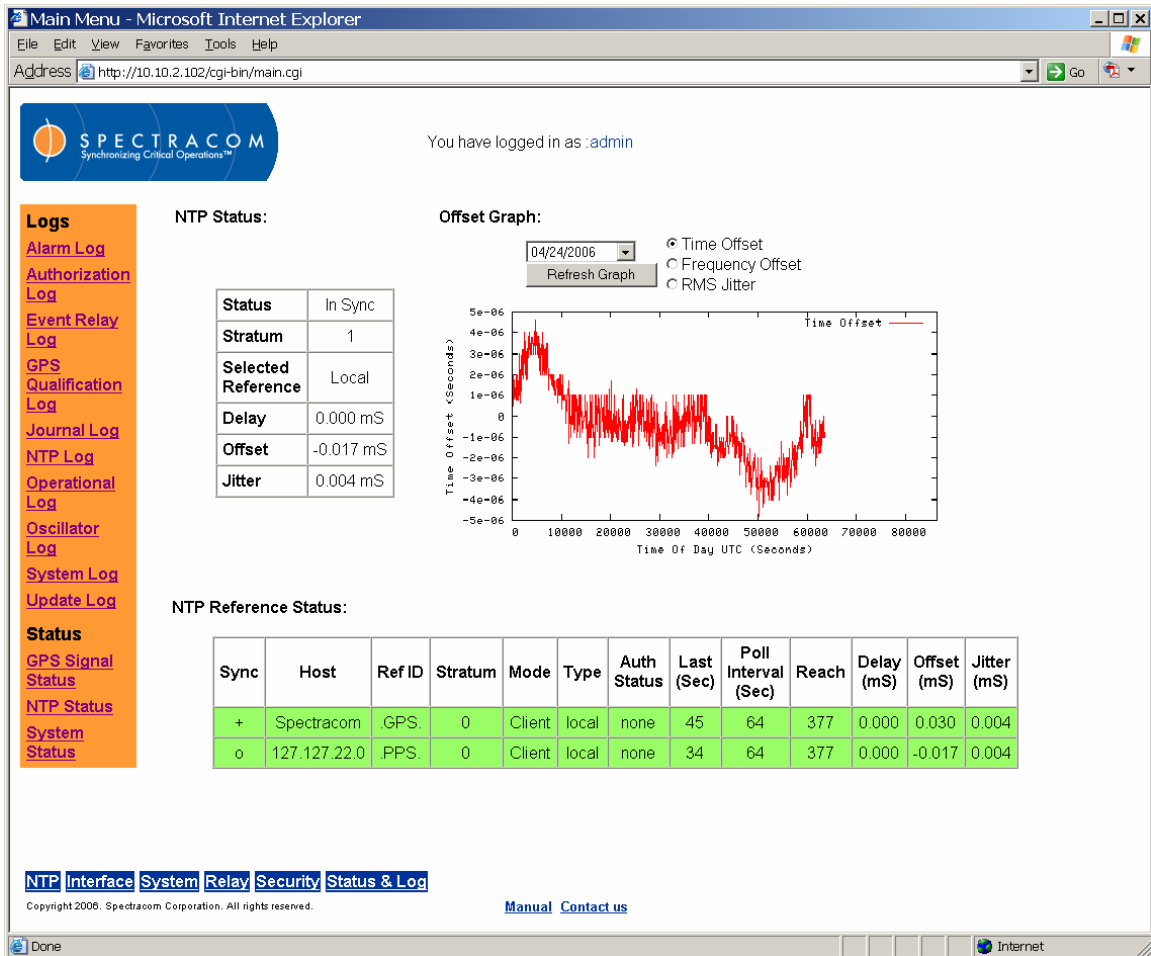 Main Menu - Microsoft Internet Explorer
File Edit View Favorites Tools Help
Address http://10.10.2.102/cgi-bin/main.cgi Go
SPECTRACOM
Synchronizing Critical Operations™
You have logged in as :admin
Logs
Alarm Log
Authorization
Log
Event Relay
Log
GPS
Qualification
Log
Journal Log
NTP Log
Operational
Log
Oscillator
Log
System Log
Update Log
Status
GPS Signal
Status
NTP Status
System
Status
NTP Status:
Status In Sync
Stratum 1
Selected
Reference Local
Delay 0.000 mS
Offset -0.017 mS
Jitter 0.004 mS
Offset Graph:
04/24/2006
Refresh Graph
Time Offset
Frequency Offset
RMS Jitter
Time Offset
5e-06
4e-06
3e-06
2e-06
1e-06
0
-1e-06
-2e-06
-3e-06
-4e-06
-5e-06
Time Offset (Seconds)
0 10000 20000 30000 40000 50000 60000 70000 80000
Time Of Day UTC (Seconds)
NTP Reference Status:
Sync Host Ref ID Stratum Mode Type Auth Status Last (Sec) Poll Interval (Sec) Reach Delay (mS) Offset (mS) Jitter (mS)
+ Spectracom .GPS. 0 Client local none 45 64 377 0.000 0.030 0.004
o 127.127.22.0 .PPS. 0 Client local none 34 64 377 0.000 -0.017 0.004
NTP Interface System Relay Security Status & Log
Copyright 2006. Spectracom Corporation. All rights reserved.
Manual Contact us
Done
Internet